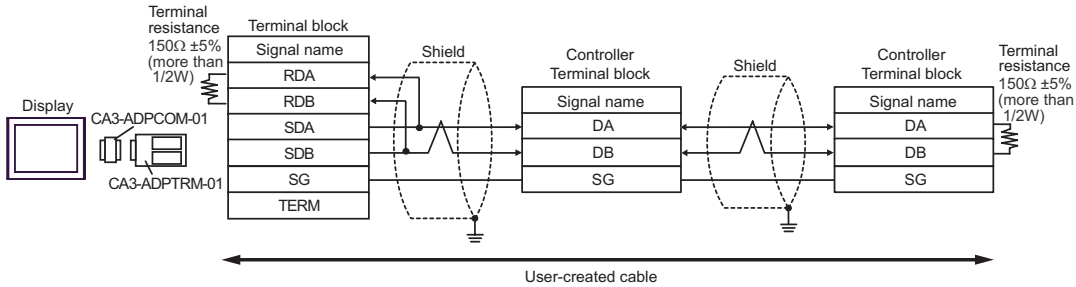 Terminal
resistance
150Ω ±5%
(more than
1/2W)
Terminal block
Signal name
RDA
RDB
SDA
SDB
SG
TERM
Display
CA3-ADPCOM-01
CA3-ADPTRM-01
Shield
Controller
Terminal block
Signal name
DA
DB
SG
Shield
Controller
Terminal block
Signal name
DA
DB
SG
Terminal
resistance
150Ω ±5%
(more than
1/2W)
User-created cable